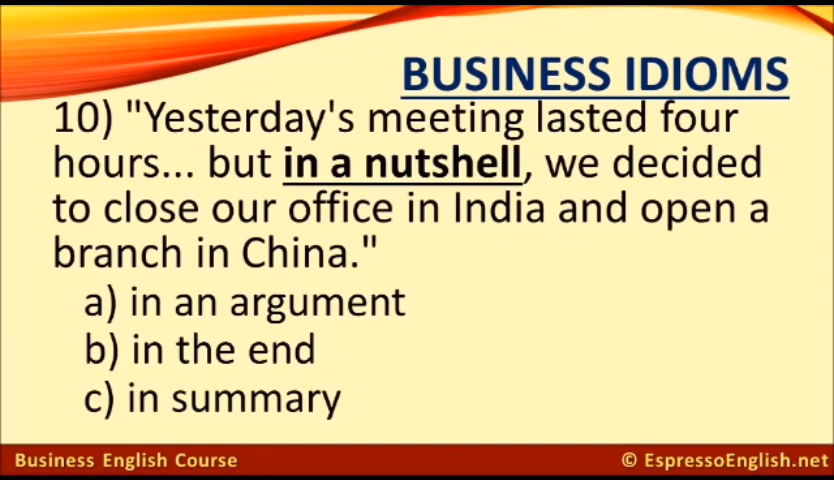 BUSINESS IDIOMS
10) "Yesterday's meeting lasted four
hours... but in a nutshell, we decided
to close our office in India and open a
branch in China."
a) in an argument
b) in the end
c) in summary
Business English Course
© EspressoEnglish.net